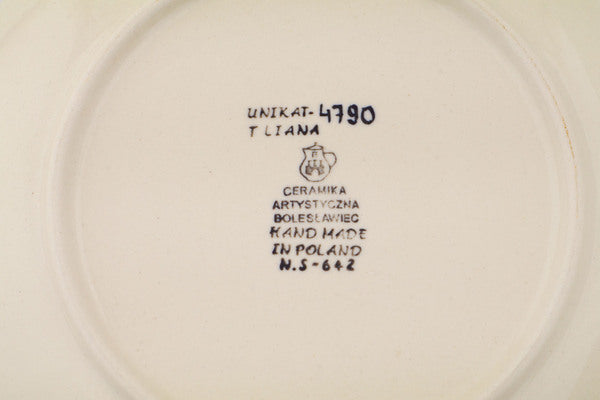 UNIKAT-4790
T LIANA
CERAMIKA
ARTYSTYCZNA
BOLESŁAWIEC
HAND MADE
IN POLAND
N.S-642